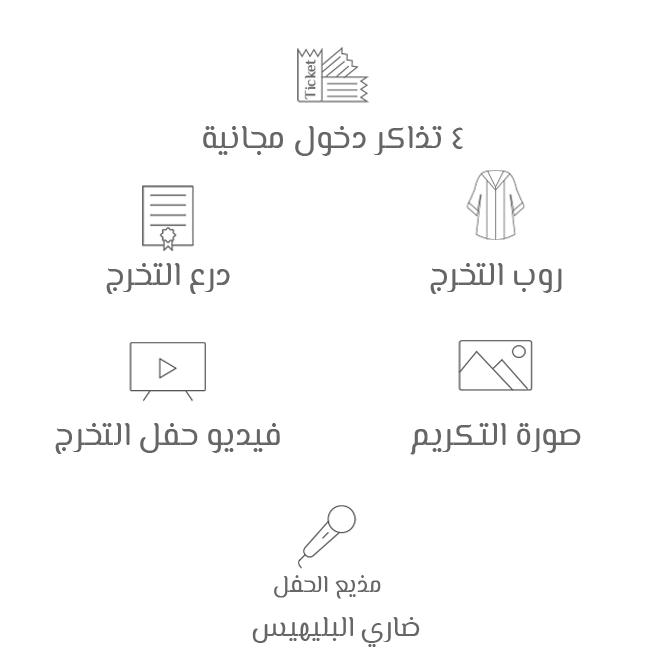 Ticket
٤ تذاكر دخول مجانية
روب التخرج
درع التخرج
صورة التكريم
فيديو حفل التخرج
مذيع الحفل
ضاري البليهيس